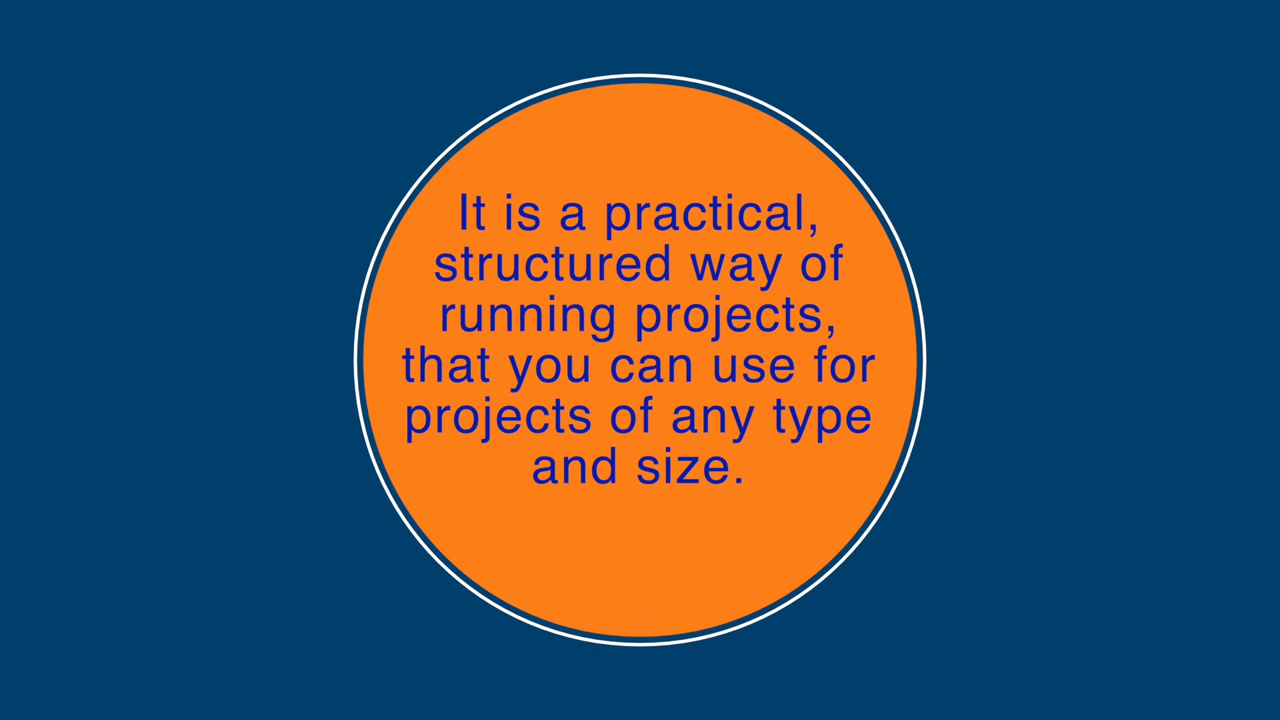 It is a practical,
structured way of
running projects,
that you can use for
projects of any type
and size.